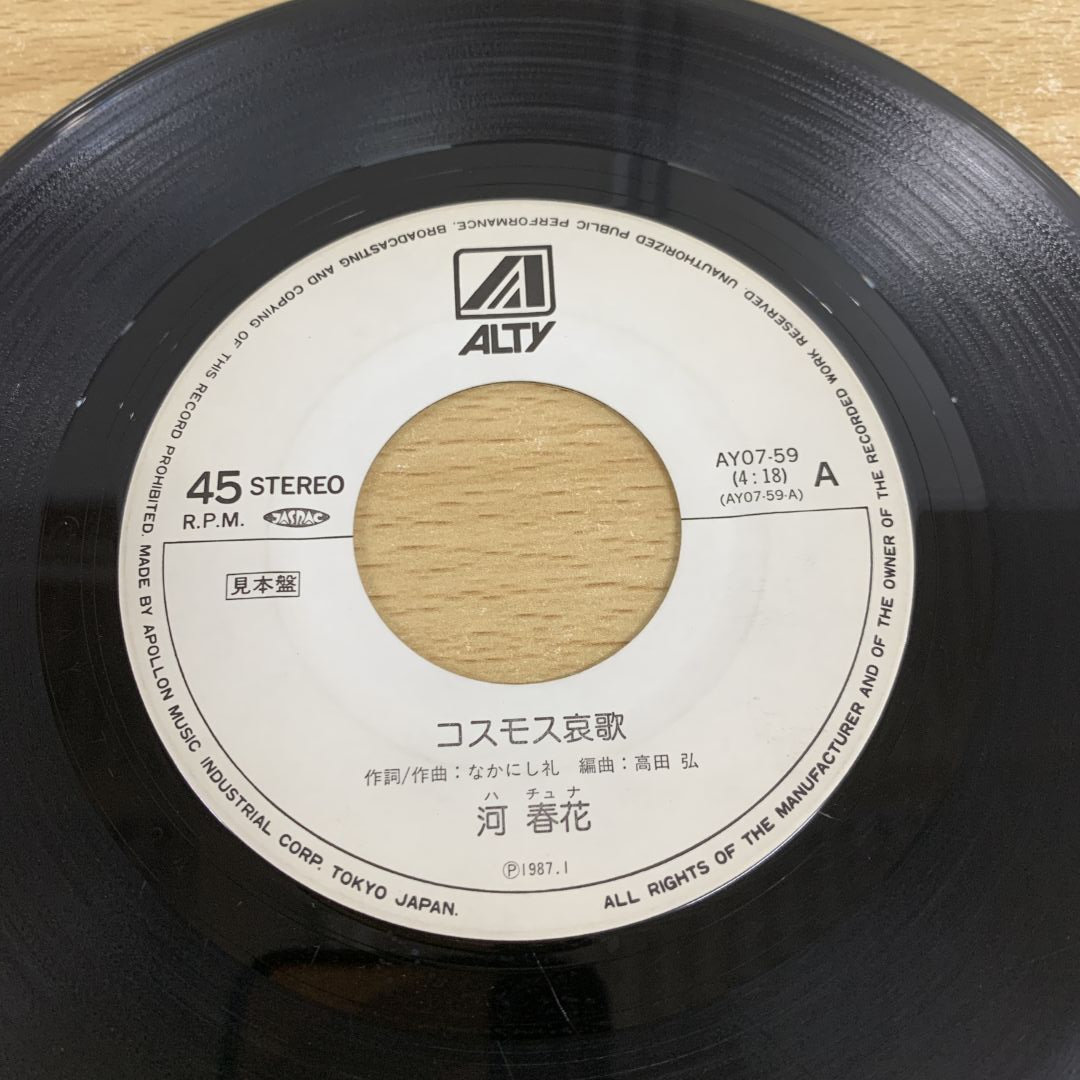 ALTY
45 STEREO
R.P.M. JASRAC
AY07-59
(4:18) A
(AY07-59-A)
見本盤
コスモス哀歌
作詞/作曲:なかにし礼 編曲:高田 弘
ハ チュナ
河 春花
Ⓟ1987.1
MADE BY APOLLON MUSIC INDUSTRIAL CORP. TOKYO JAPAN.
ALL RIGHTS OF THE MANUFACTURER AND OF THE OWNER OF THE RECORDED WORK RESERVED. UNAUTHORIZED PUBLIC PERFORMANCE. BROADCASTING AND COPYING OF THIS RECORD PROHIBITED.